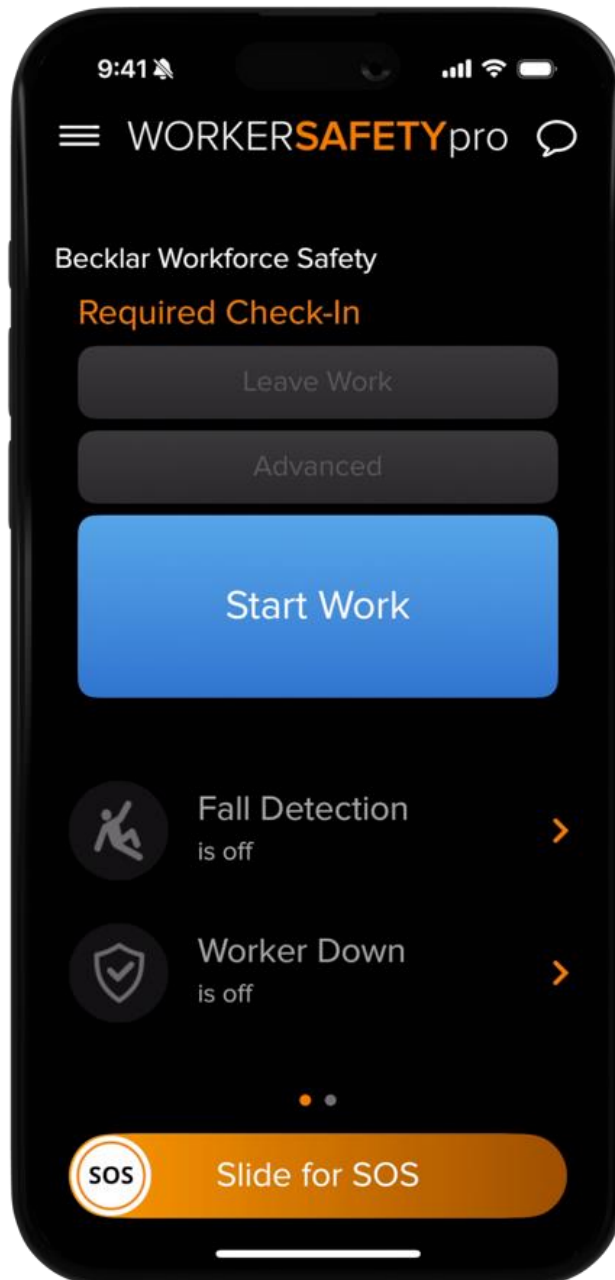 9:41
WORKERSAFETYpro
Becklar Workforce Safety
Required Check-In
Leave Work
Advanced
Start Work
Fall Detection
is off
Worker Down
is off
SOS Slide for SOS